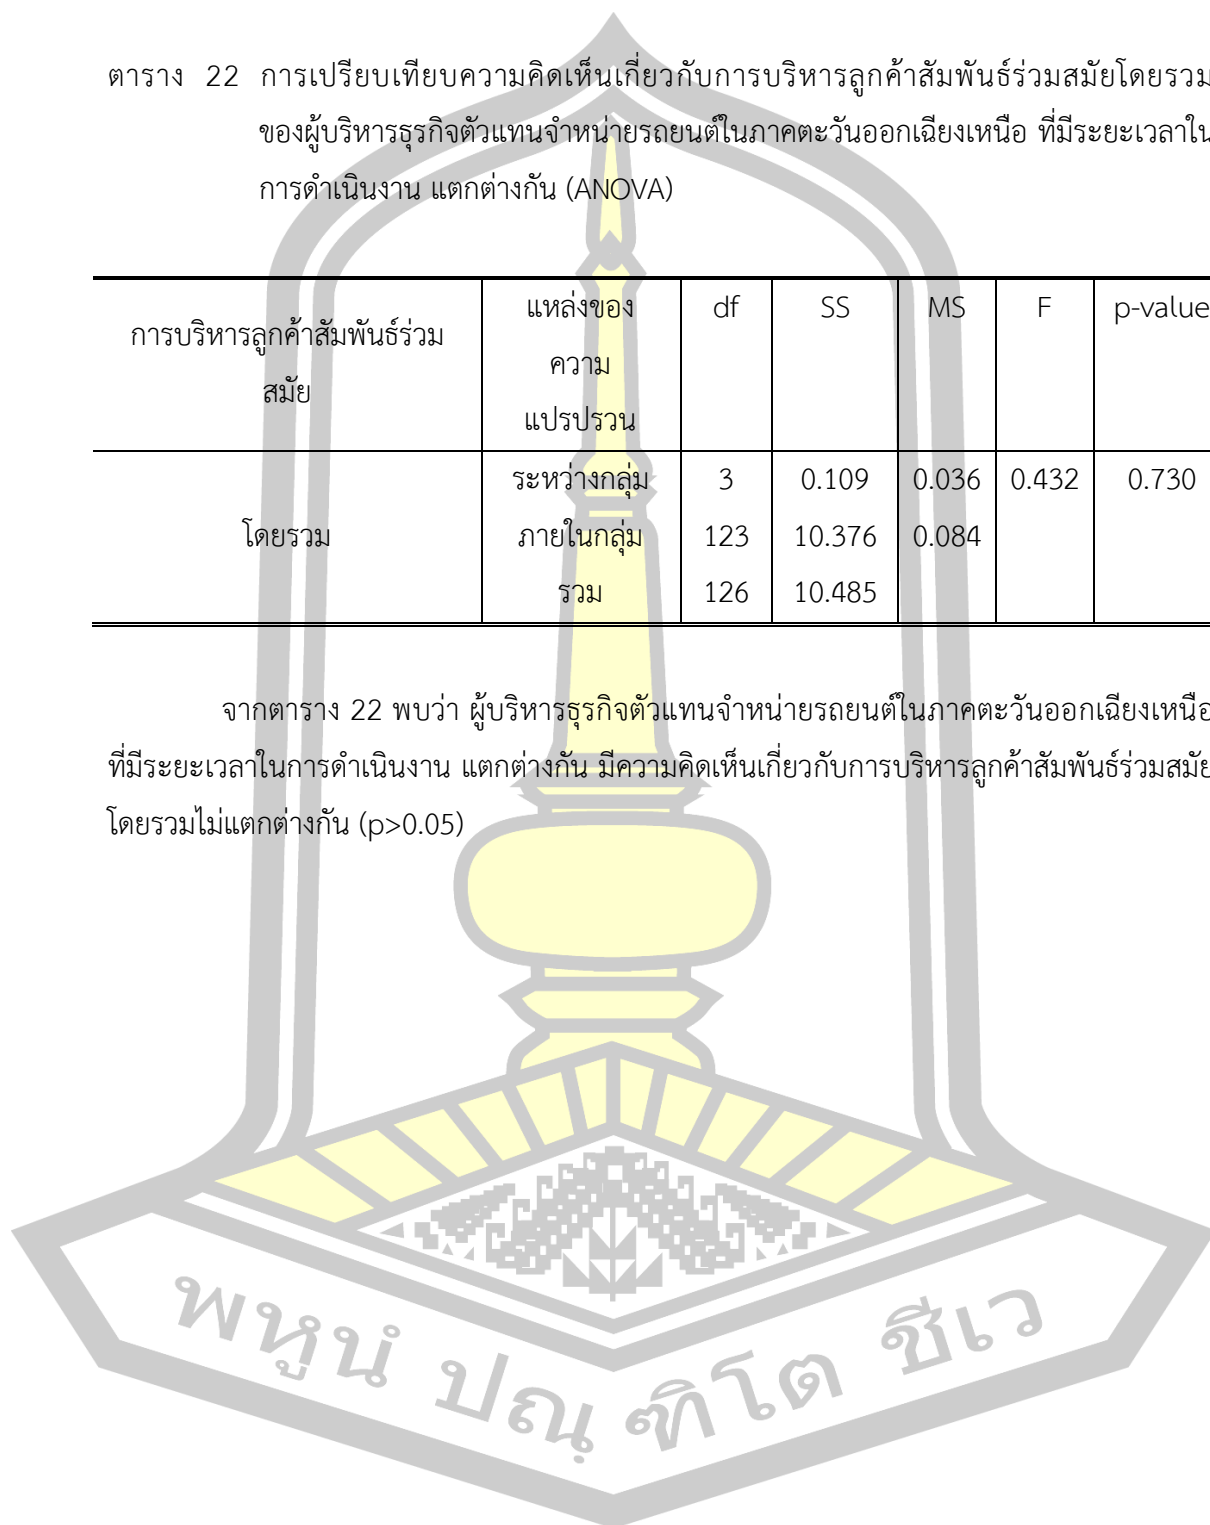 ตาราง 22 การเปรียบเทียบความคิดเห็นเกี่ยวกับการบริหารลูกค้าสัมพันธ์ร่วมสมัยโดยรวม
ของผู้บริหารธุรกิจตัวแทนจำหน่ายรถยนต์ในภาคตะวันออกเฉียงเหนือ ที่มีระยะเวลาใน
การดำเนินงาน แตกต่างกัน (ANOVA)
การบริหารลูกค้าสัมพันธ์ร่วม
สมัย
แหล่งของ
ความ
แปรปรวน
df SS MS F p-value
ระหว่างกลุ่ม 3 0.109 0.036 0.432 0.730
โดยรวม ภายในกลุ่ม 123 10.376 0.084
รวม 126 10.485
จากตาราง 22 พบว่า ผู้บริหารธุรกิจตัวแทนจำหน่ายรถยนต์ในภาคตะวันออกเฉียงเหนือ
ที่มีระยะเวลาในการดำเนินงาน แตกต่างกัน มีความคิดเห็นเกี่ยวกับการบริหารลูกค้าสัมพันธ์ร่วมสมัย
โดยรวมไม่แตกต่างกัน (p>0.05)
พหูนํ ปณฺ ฑิโต ชีเว